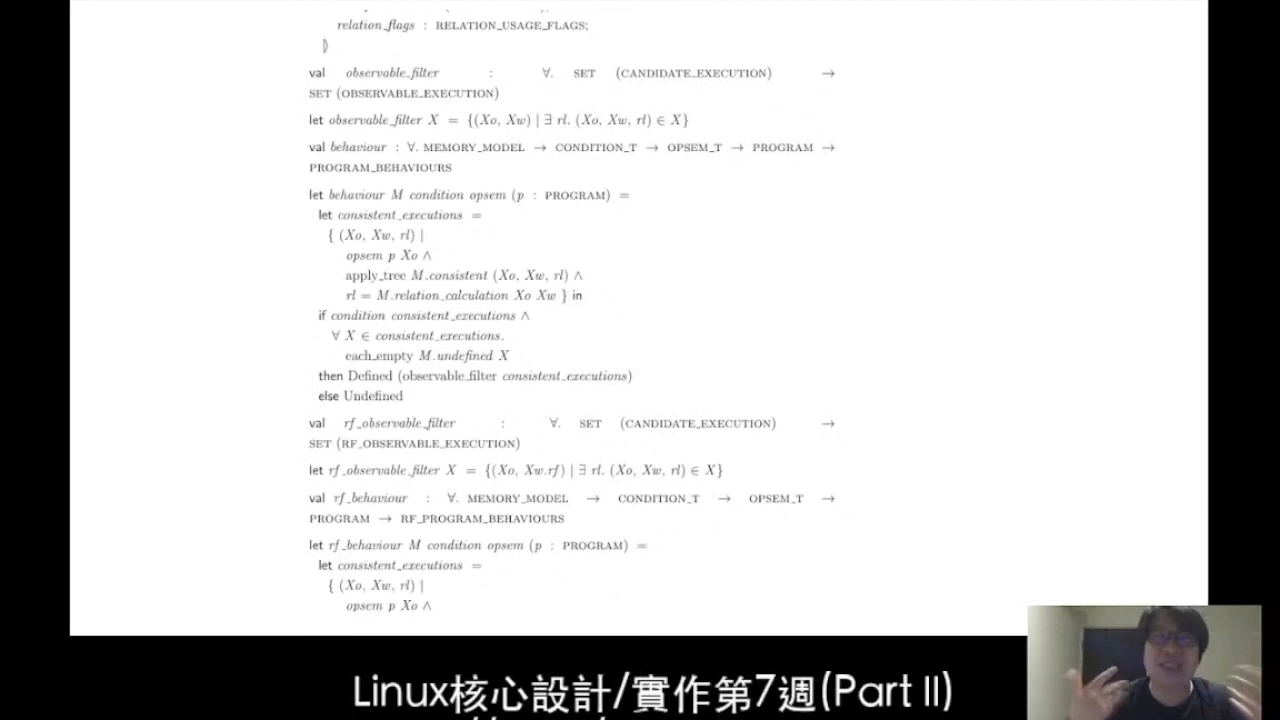 relation_flags : RELATION_USAGE_FLAGS;
⦈
val observable_filter : ∀. SET (CANDIDATE_EXECUTION) →
SET (OBSERVABLE_EXECUTION)
let observable_filter X = {(Xo, Xw) | ∃ rl. (Xo, Xw, rl) ∈ X}
val behaviour : ∀. MEMORY_MODEL → CONDITION_T → OPSEM_T → PROGRAM →
PROGRAM_BEHAVIOURS
let behaviour M condition opsem (p : PROGRAM) =
let consistent_executions =
{ (Xo, Xw, rl) |
opsem p Xo ∧
apply_tree M.consistent (Xo, Xw, rl) ∧
rl = M.relation_calculation Xo Xw } in
if condition consistent_executions ∧
∀ X ∈ consistent_executions.
each_empty M.undefined X
then Defined (observable_filter consistent_executions)
else Undefined
val rf_observable_filter : ∀. SET (CANDIDATE_EXECUTION) →
SET (RF_OBSERVABLE_EXECUTION)
let rf_observable_filter X = {(Xo, Xw.rf) | ∃ rl. (Xo, Xw, rl) ∈ X}
val rf_behaviour : ∀. MEMORY_MODEL → CONDITION_T → OPSEM_T →
PROGRAM → RF_PROGRAM_BEHAVIOURS
let rf_behaviour M condition opsem (p : PROGRAM) =
let consistent_executions =
{ (Xo, Xw, rl) |
opsem p Xo ∧
Linux核心設計/實作第7週(Part II)